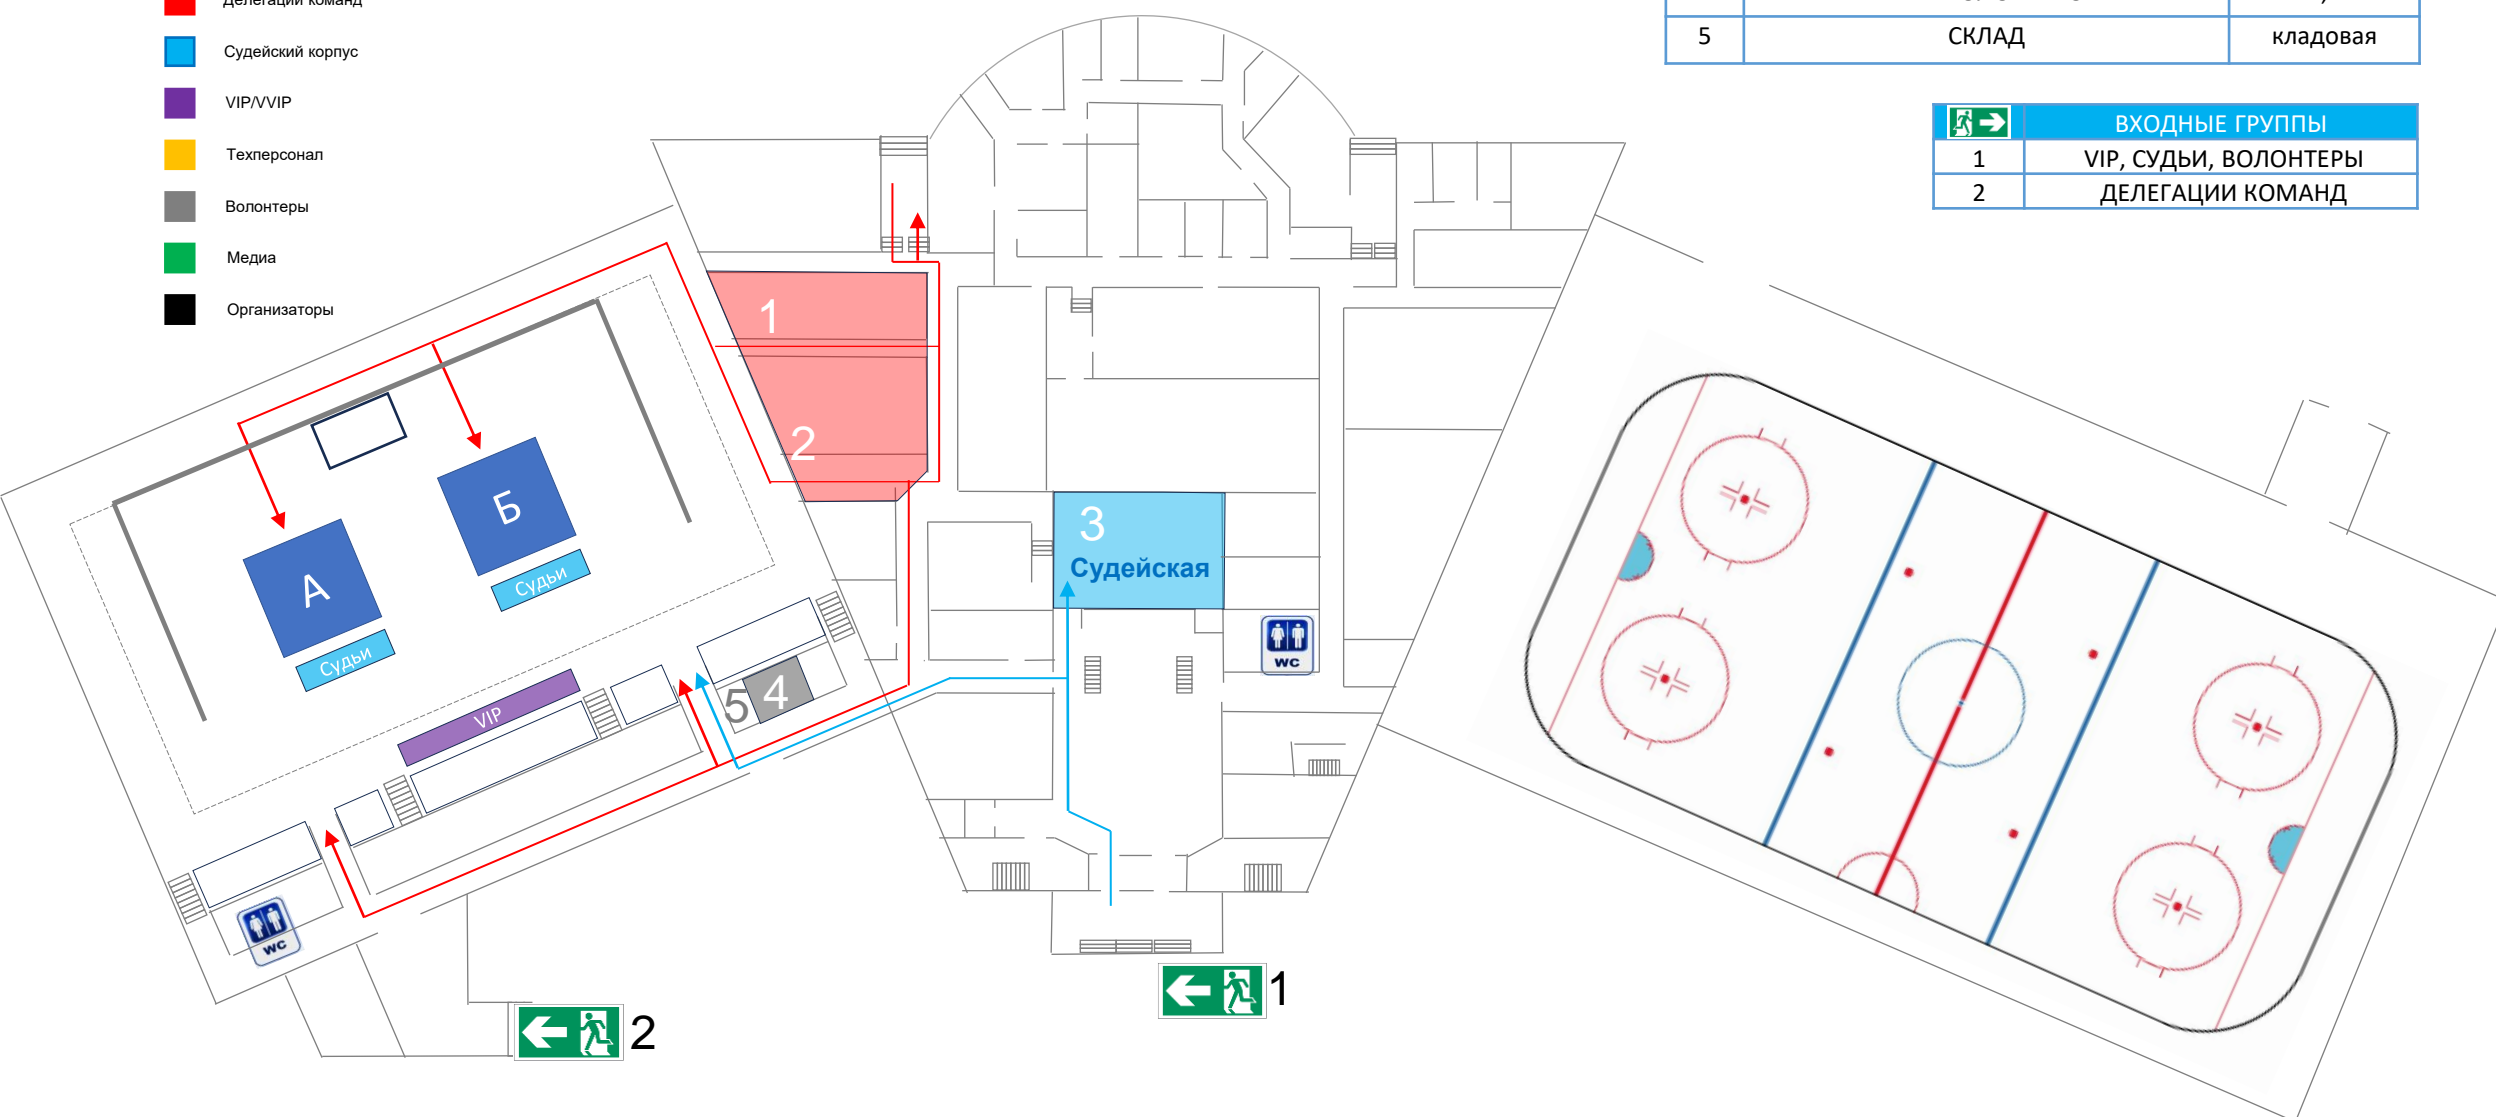 Делегации команд
Судейский корпус
VIP/VVIP
Техперсонал
Волонтеры
Медиа
Организаторы
5 СКЛАД кладовая
ВХОДНЫЕ ГРУППЫ
1 VIP, СУДЬИ, ВОЛОНТЕРЫ
2 ДЕЛЕГАЦИИ КОМАНД
1
2
3
Судейская
А
Б
Судьи
Судьи
VIP
5
4
WC
WC
1
2